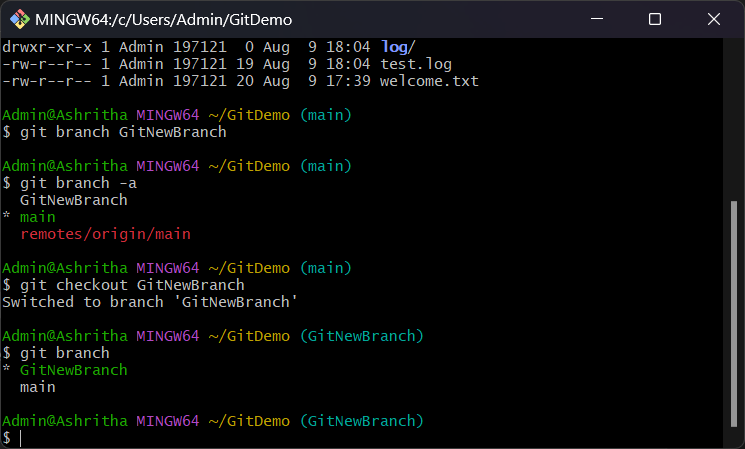 MINGW64:/c/Users/Admin/GitDemo
drwxr-xr-x 1 Admin 197121  0 Aug  9 18:04 log/
-rw-r--r-- 1 Admin 197121 19 Aug  9 18:04 test.log
-rw-r--r-- 1 Admin 197121 20 Aug  9 17:39 welcome.txt
Admin@Ashritha MINGW64 ~/GitDemo (main)
$ git branch GitNewBranch
Admin@Ashritha MINGW64 ~/GitDemo (main)
$ git branch -a
  GitNewBranch
* main
  remotes/origin/main
Admin@Ashritha MINGW64 ~/GitDemo (main)
$ git checkout GitNewBranch
Switched to branch 'GitNewBranch'
Admin@Ashritha MINGW64 ~/GitDemo (GitNewBranch)
$ git branch
* GitNewBranch
  main
Admin@Ashritha MINGW64 ~/GitDemo (GitNewBranch)
$